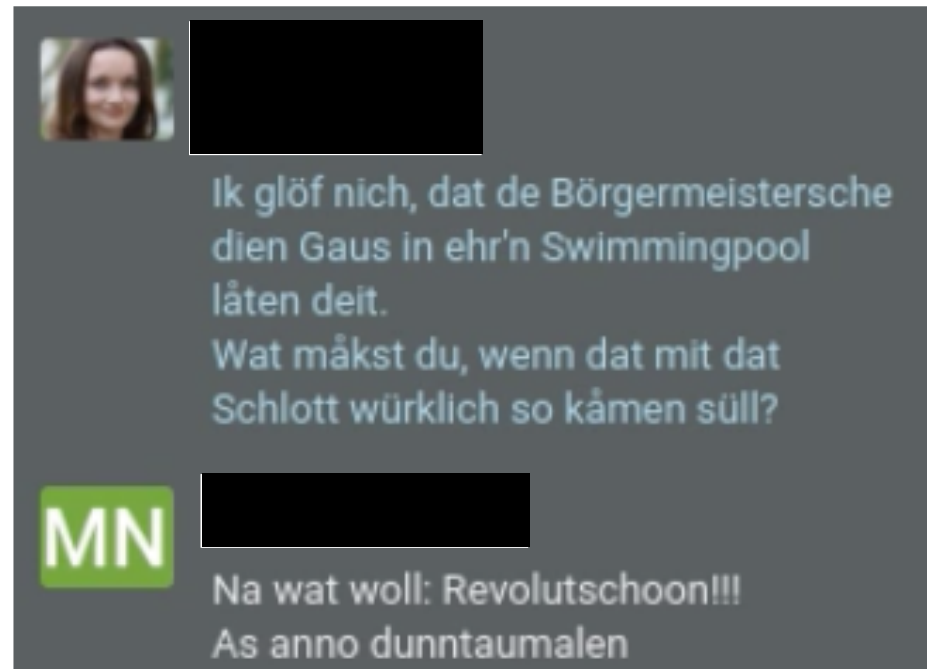 Ik glöf nich, dat de Börgermeistersche
dien Gaus in ehr'n Swimmingpool
låten deit.
Wat måkst du, wenn dat mit dat
Schlott würklich so kåmen süll?
MN
Na wat woll: Revolutschoon!!!
As anno dunntaumalen